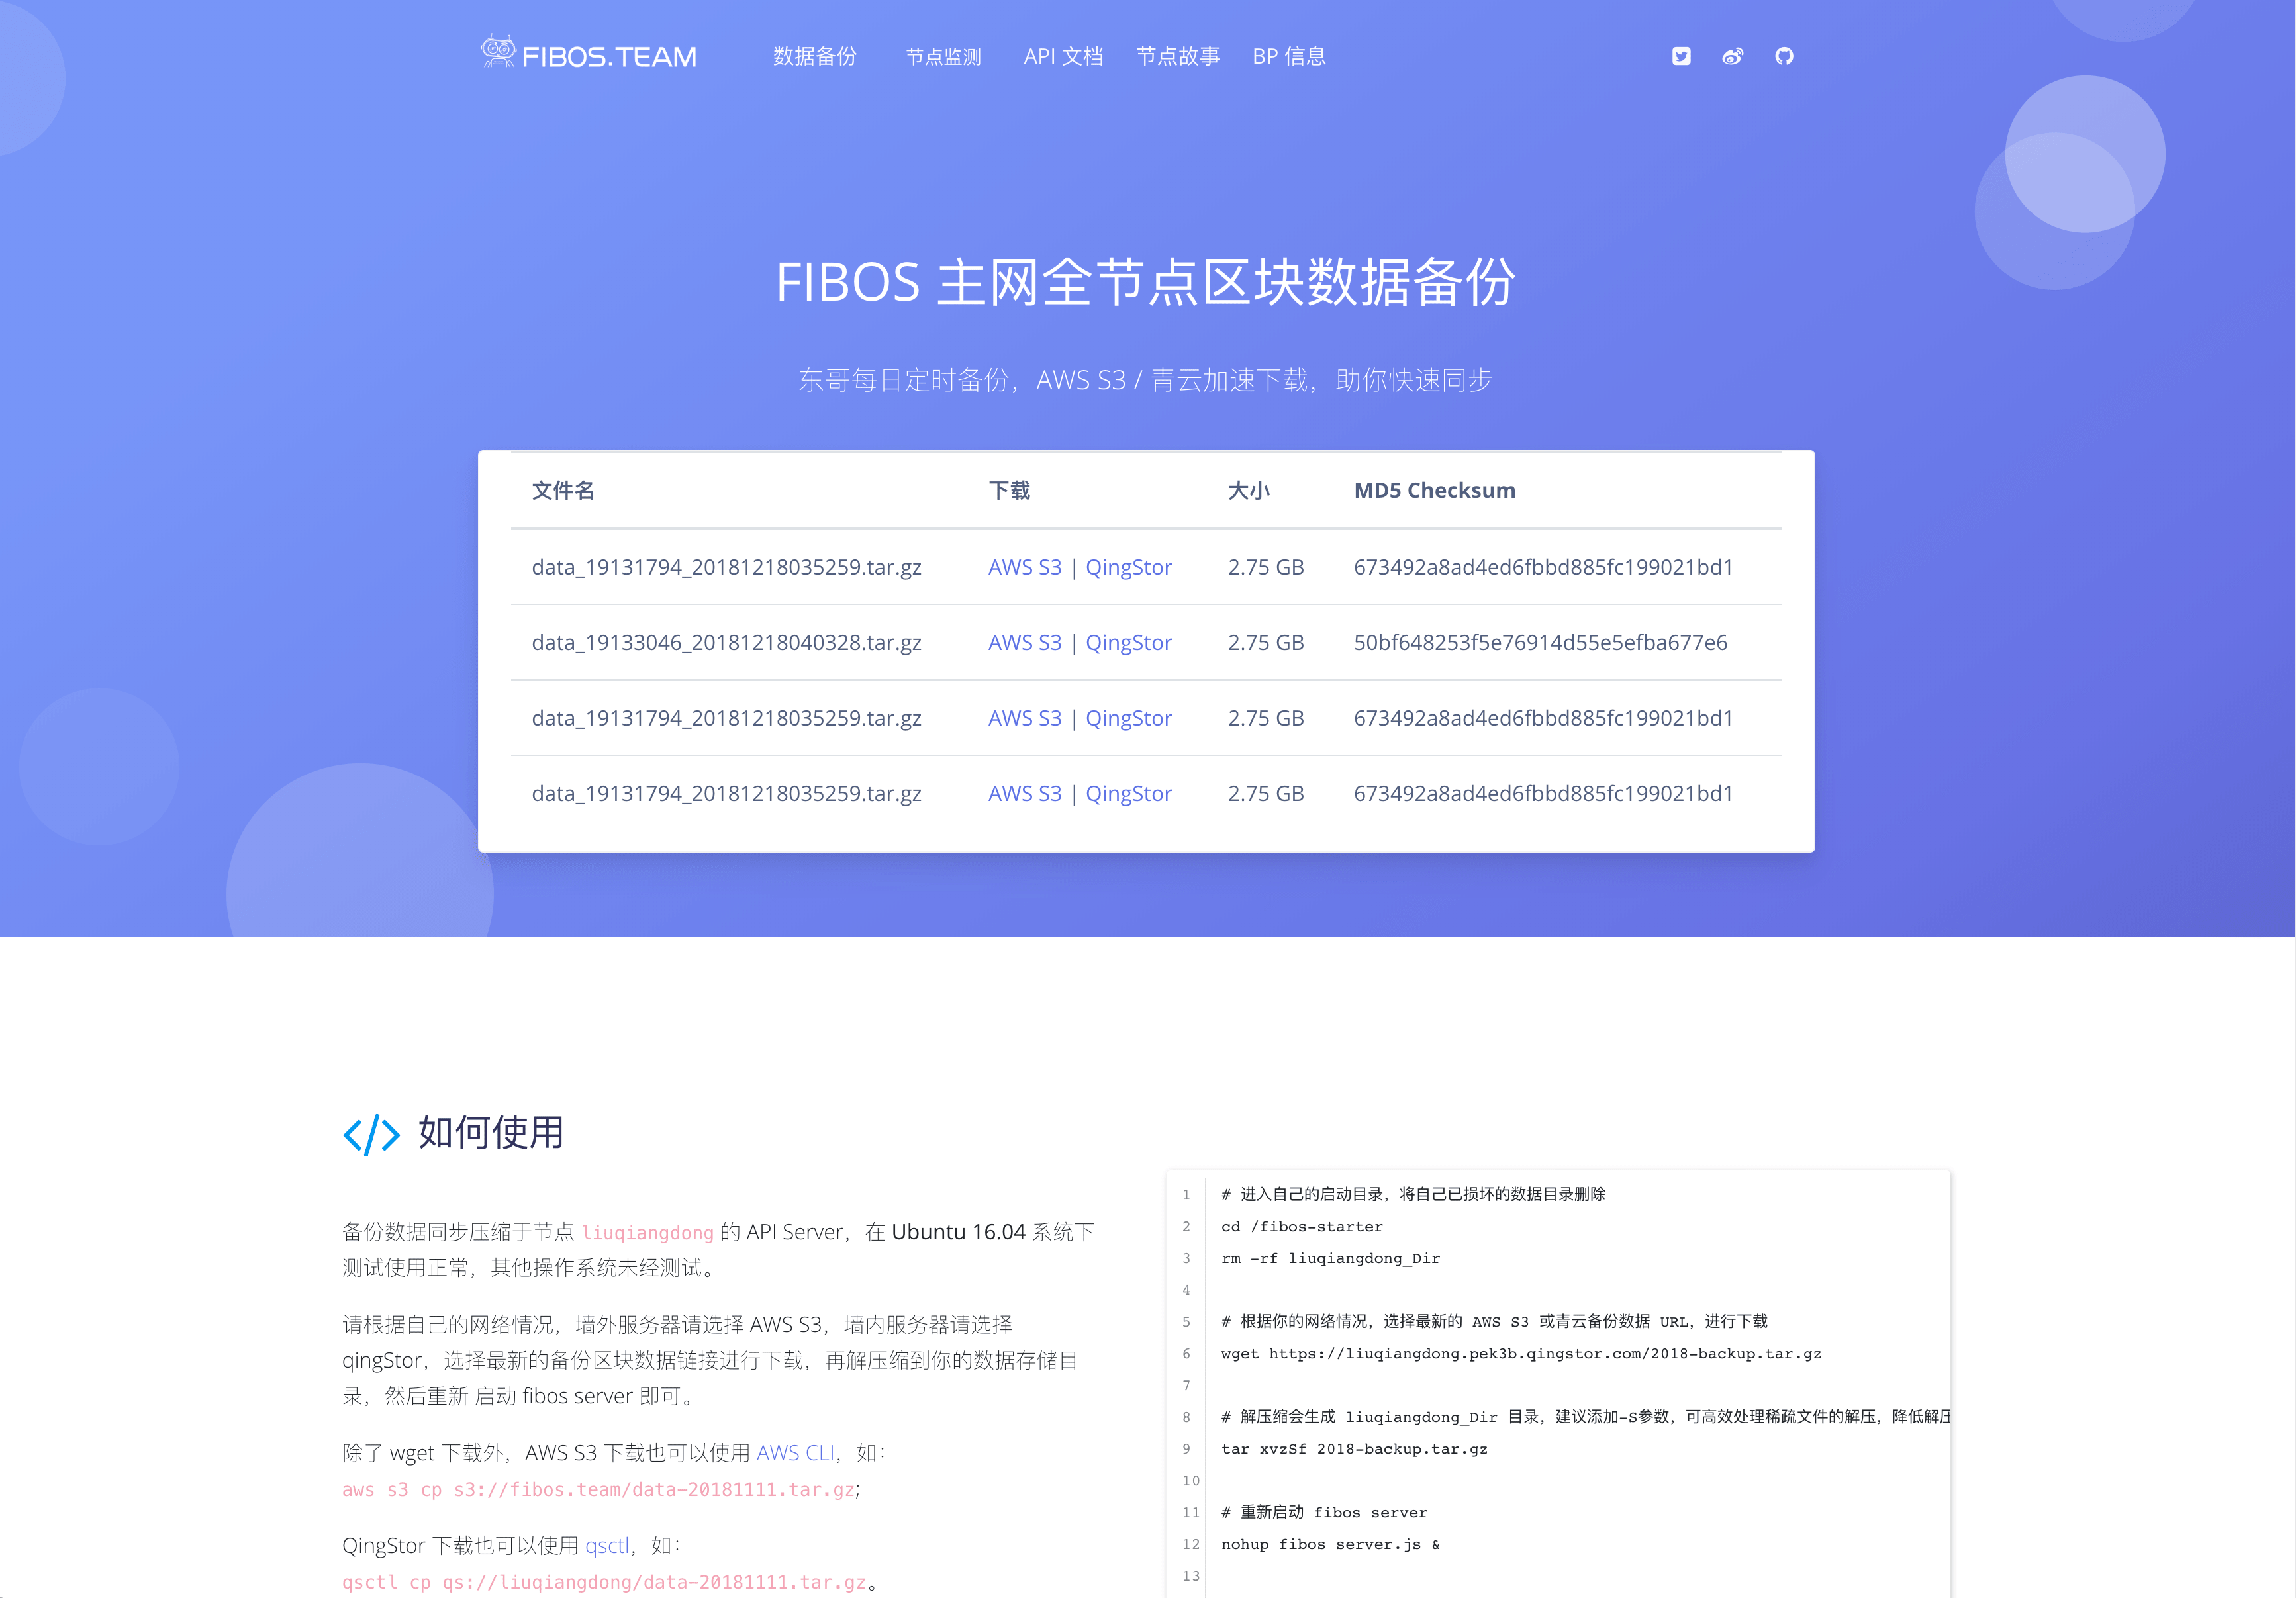 FIBOS.TEAM 数据备份 节点监测 API 文档 节点故事 BP 信息
FIBOS 主网全节点区块数据备份
东哥每日定时备份，AWS S3 / 青云加速下载，助你快速同步
文件名 下载 大小 MD5 Checksum
data_19131794_20181218035259.tar.gz AWS S3 | QingStor 2.75 GB 673492a8ad4ed6fbbd885fc199021bd1
data_19133046_20181218040328.tar.gz AWS S3 | QingStor 2.75 GB 50bf648253f5e76914d55e5efba677e6
data_19131794_20181218035259.tar.gz AWS S3 | QingStor 2.75 GB 673492a8ad4ed6fbbd885fc199021bd1
data_19131794_20181218035259.tar.gz AWS S3 | QingStor 2.75 GB 673492a8ad4ed6fbbd885fc199021bd1
</> 如何使用
备份数据同步压缩于节点 liuqiangdong 的 API Server，在 Ubuntu 16.04 系统下
测试使用正常，其他操作系统未经测试。
请根据自己的网络情况，墙外服务器请选择 AWS S3，墙内服务器请选择
qingStor，选择最新的备份区块数据链接进行下载，再解压缩到你的数据存储目
录，然后重新 启动 fibos server 即可。
除了 wget 下载外，AWS S3 下载也可以使用 AWS CLI，如：
aws s3 cp s3://fibos.team/data-20181111.tar.gz;
QingStor 下载也可以使用 qsctl，如：
qsctl cp qs://liuqiangdong/data-20181111.tar.gz。
1 # 进入自己的启动目录，将自己已损坏的数据目录删除
2 cd /fibos-starter
3 rm -rf liuqiangdong_Dir
4
5 # 根据你的网络情况，选择最新的 AWS S3 或青云备份数据 URL，进行下载
6 wget https://liuqiangdong.pek3b.qingstor.com/2018-backup.tar.gz
7
8 # 解压缩会生成 liuqiangdong_Dir 目录，建议添加-S参数，可高效处理稀疏文件的解压，降低解压
9 tar xvzSf 2018-backup.tar.gz
10
11 # 重新启动 fibos server
12 nohup fibos server.js &
13